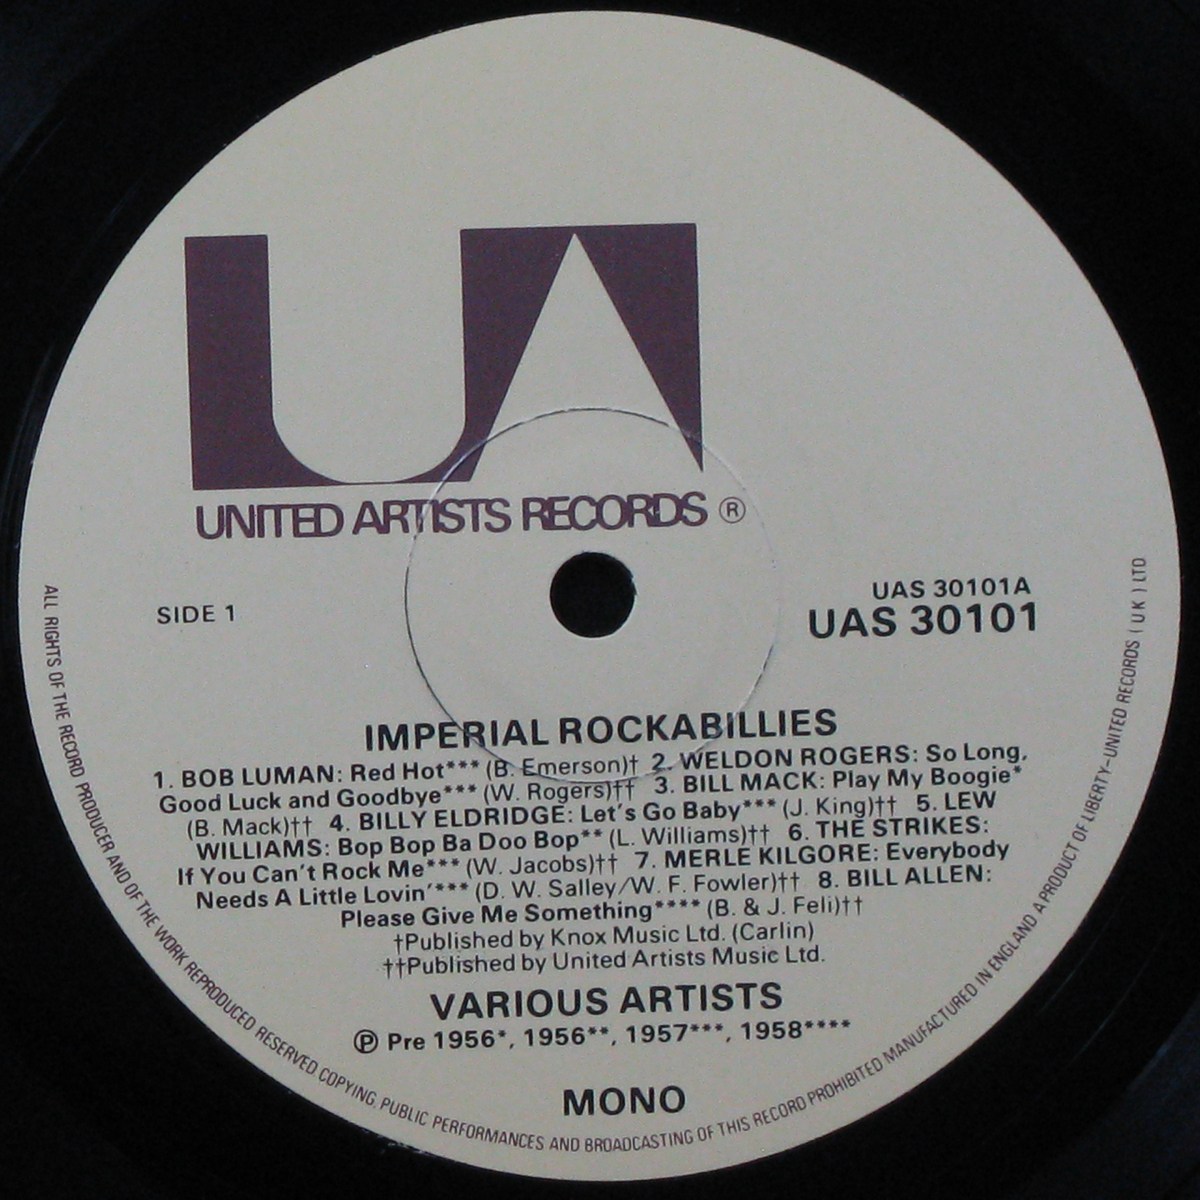 UA
UNITED ARTISTS RECORDS ®
SIDE 1
UAS 30101A
UAS 30101
IMPERIAL ROCKABILLIES
1. BOB LUMAN: Red Hot*** (B. Emerson)† 2. WELDON ROGERS: So Long,
Good Luck and Goodbye*** (W. Rogers)†† 3. BILL MACK: Play My Boogie*
(B. Mack)†† 4. BILLY ELDRIDGE: Let's Go Baby*** (J. King)†† 5. LEW
WILLIAMS: Bop Bop Ba Doo Bop** (L. Williams)†† 6. THE STRIKES:
If You Can't Rock Me*** (W. Jacobs)†† 7. MERLE KILGORE: Everybody
Needs A Little Lovin'*** (D. W. Salley/W. F. Fowler)†† 8. BILL ALLEN:
Please Give Me Something**** (B. & J. Feli)††
†Published by Knox Music Ltd. (Carlin)
††Published by United Artists Music Ltd.
VARIOUS ARTISTS
℗ Pre 1956*, 1956**, 1957***, 1958****
MONO
ALL RIGHTS OF THE RECORD PRODUCER AND OF THE WORK REPRODUCED RESERVED COPYING, PUBLIC PERFORMANCES AND BROADCASTING OF THIS RECORD PROHIBITED MANUFACTURED IN ENGLAND A PRODUCT OF LIBERTY-UNITED RECORDS (UK) LTD